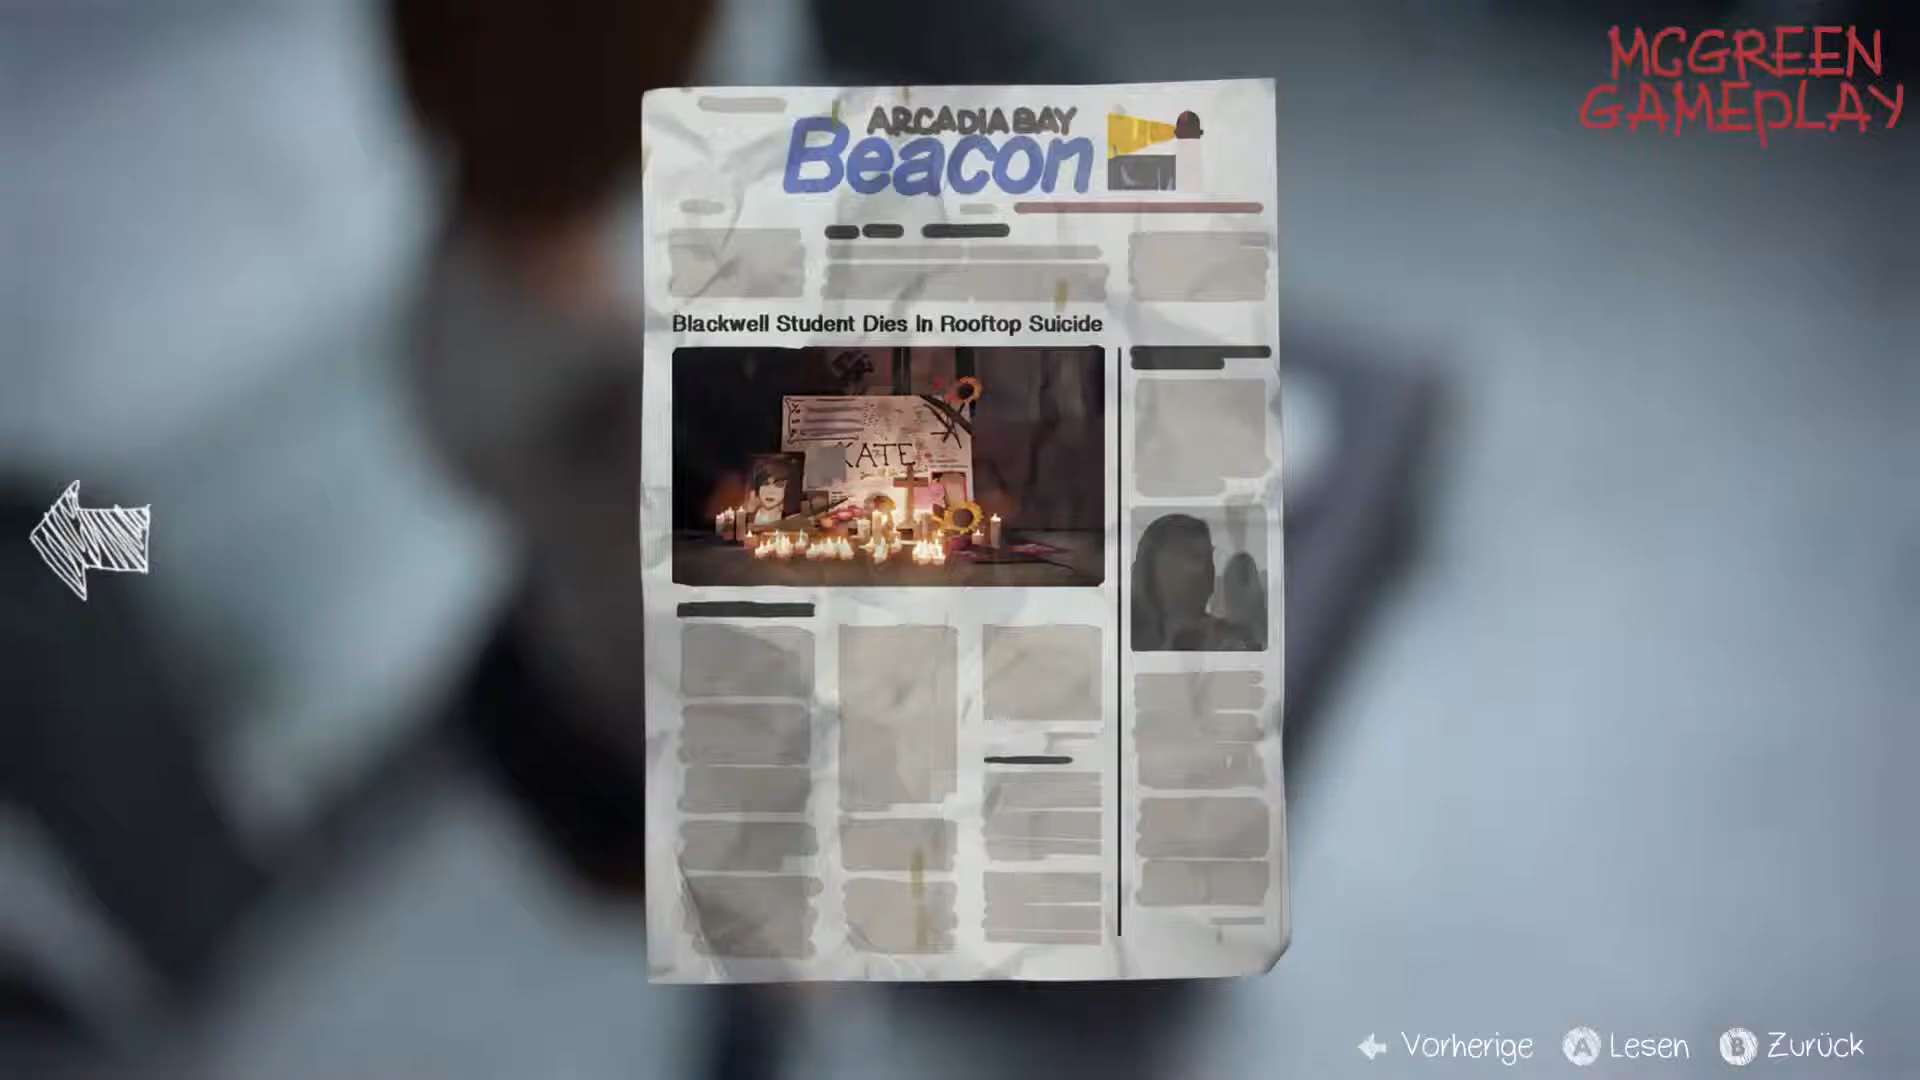 MCGREEN
GAMEPLAY
ARCADIA BAY
Beacon
Blackwell Student Dies In Rooftop Suicide
KATE
Vorherige
A Lesen
B Zurück